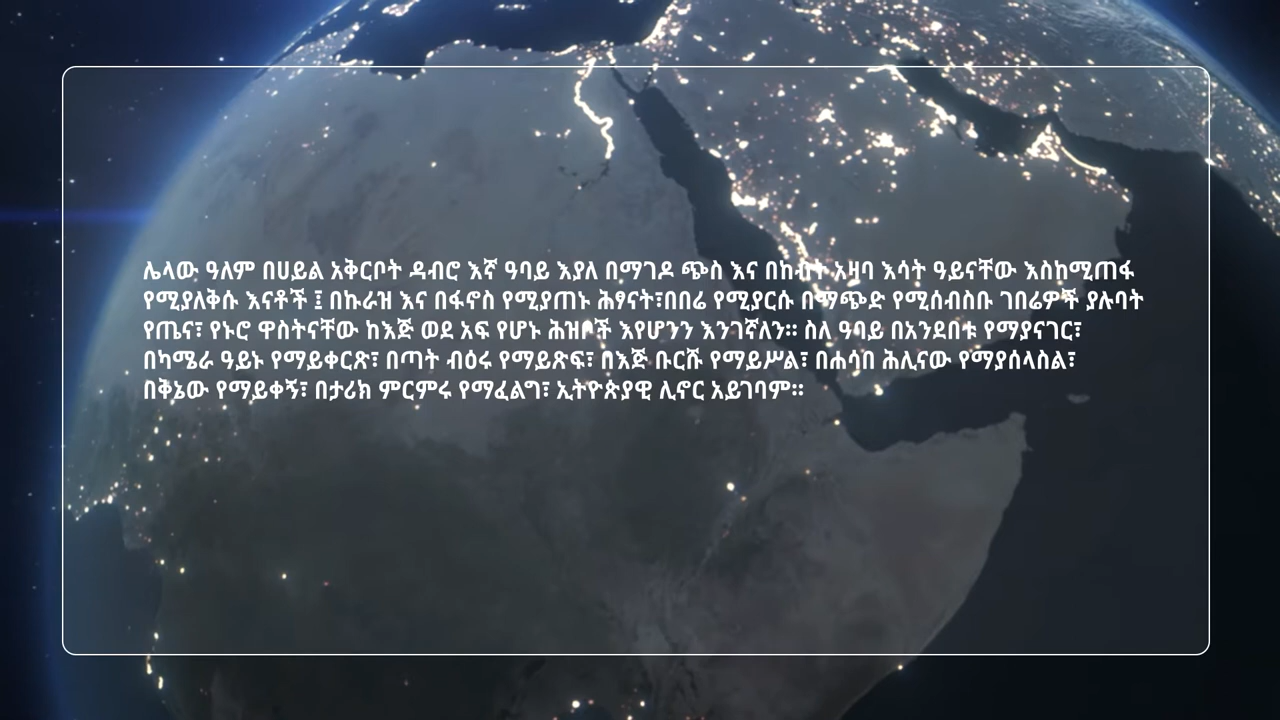 ሌላው ዓለም በሀይል አቅርቦት ዳብሮ እኛ ዓባይ እያለ በማገዶ ጭስ እና በከብት አዛባ እሳት ዓይናቸው እስከሚጠፋ
የሚያለቅሱ እናቶች ፤ በኩራዝ እና በፋኖስ የሚያጠኑ ሕፃናት፣በበሬ የሚያርሱ በማጭድ የሚሰብስቡ ገበሬዎች ያሉባት
የጤና፣ የኑሮ ዋስትናቸው ከእጅ ወደ አፍ የሆኑ ሕዝቦች እየሆንን እንገኛለን። ስለ ዓባይ በአንደበቱ የማያናገር፣
በካሜራ ዓይኑ የማይቀርጽ፣ በጣት ብዕሩ የማይጽፍ፣ በእጅ ቡርሹ የማይሥል፣ በሐሳበ ሕሊናው የማያሰላስል፣
በቅኔው የማይቀኝ፣ በታሪክ ምርምሩ የማፈልግ፣ ኢትዮጵያዊ ሊኖር አይገባም።